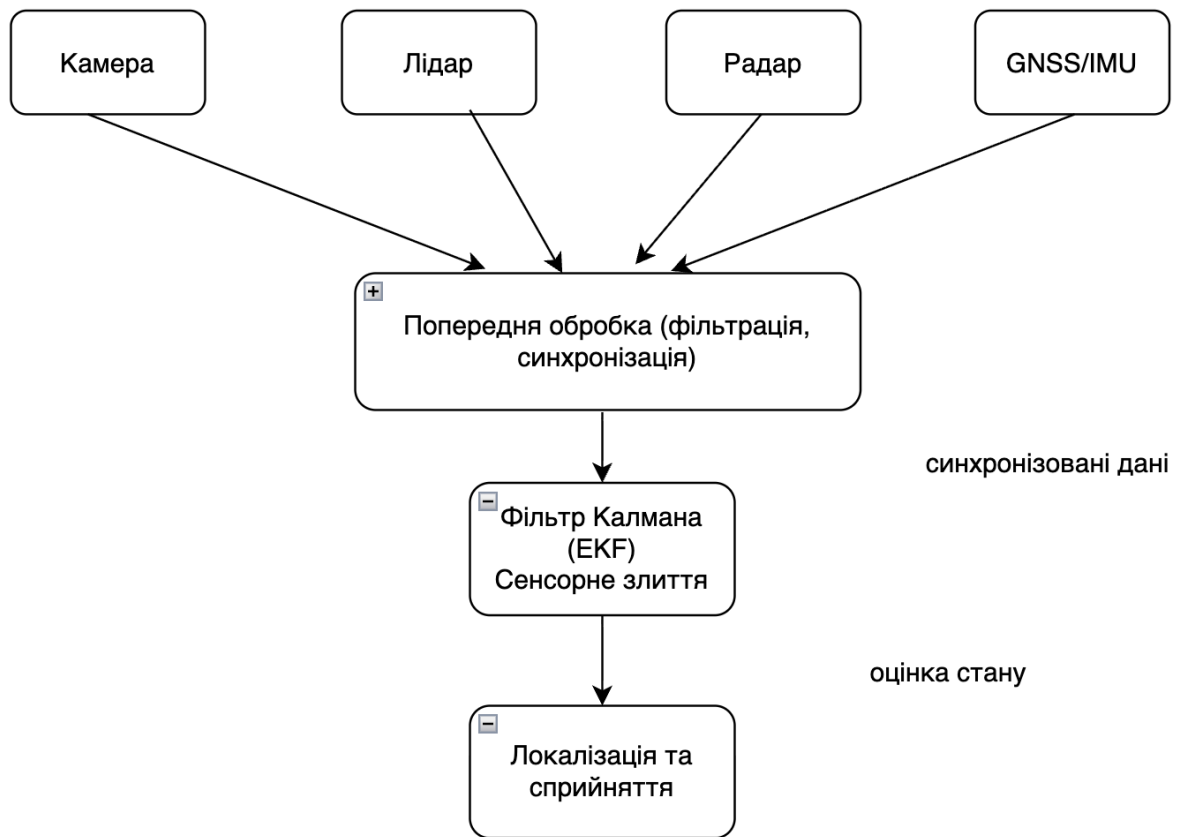 Камера
Лідар
Радар
GNSS/IMU
Попередня обробка (фільтрація,
синхронізація)
синхронізовані дані
Фільтр Калмана
(EKF)
Сенсорне злиття
оцінка стану
Локалізація та
сприйняття